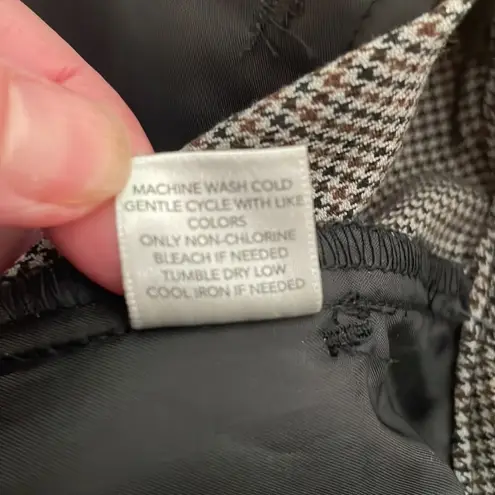 MACHINE WASH COLD
GENTLE CYCLE WITH LIKE
COLORS
ONLY NON-CHLORINE
BLEACH IF NEEDED
TUMBLE DRY LOW
COOL IRON IF NEEDED